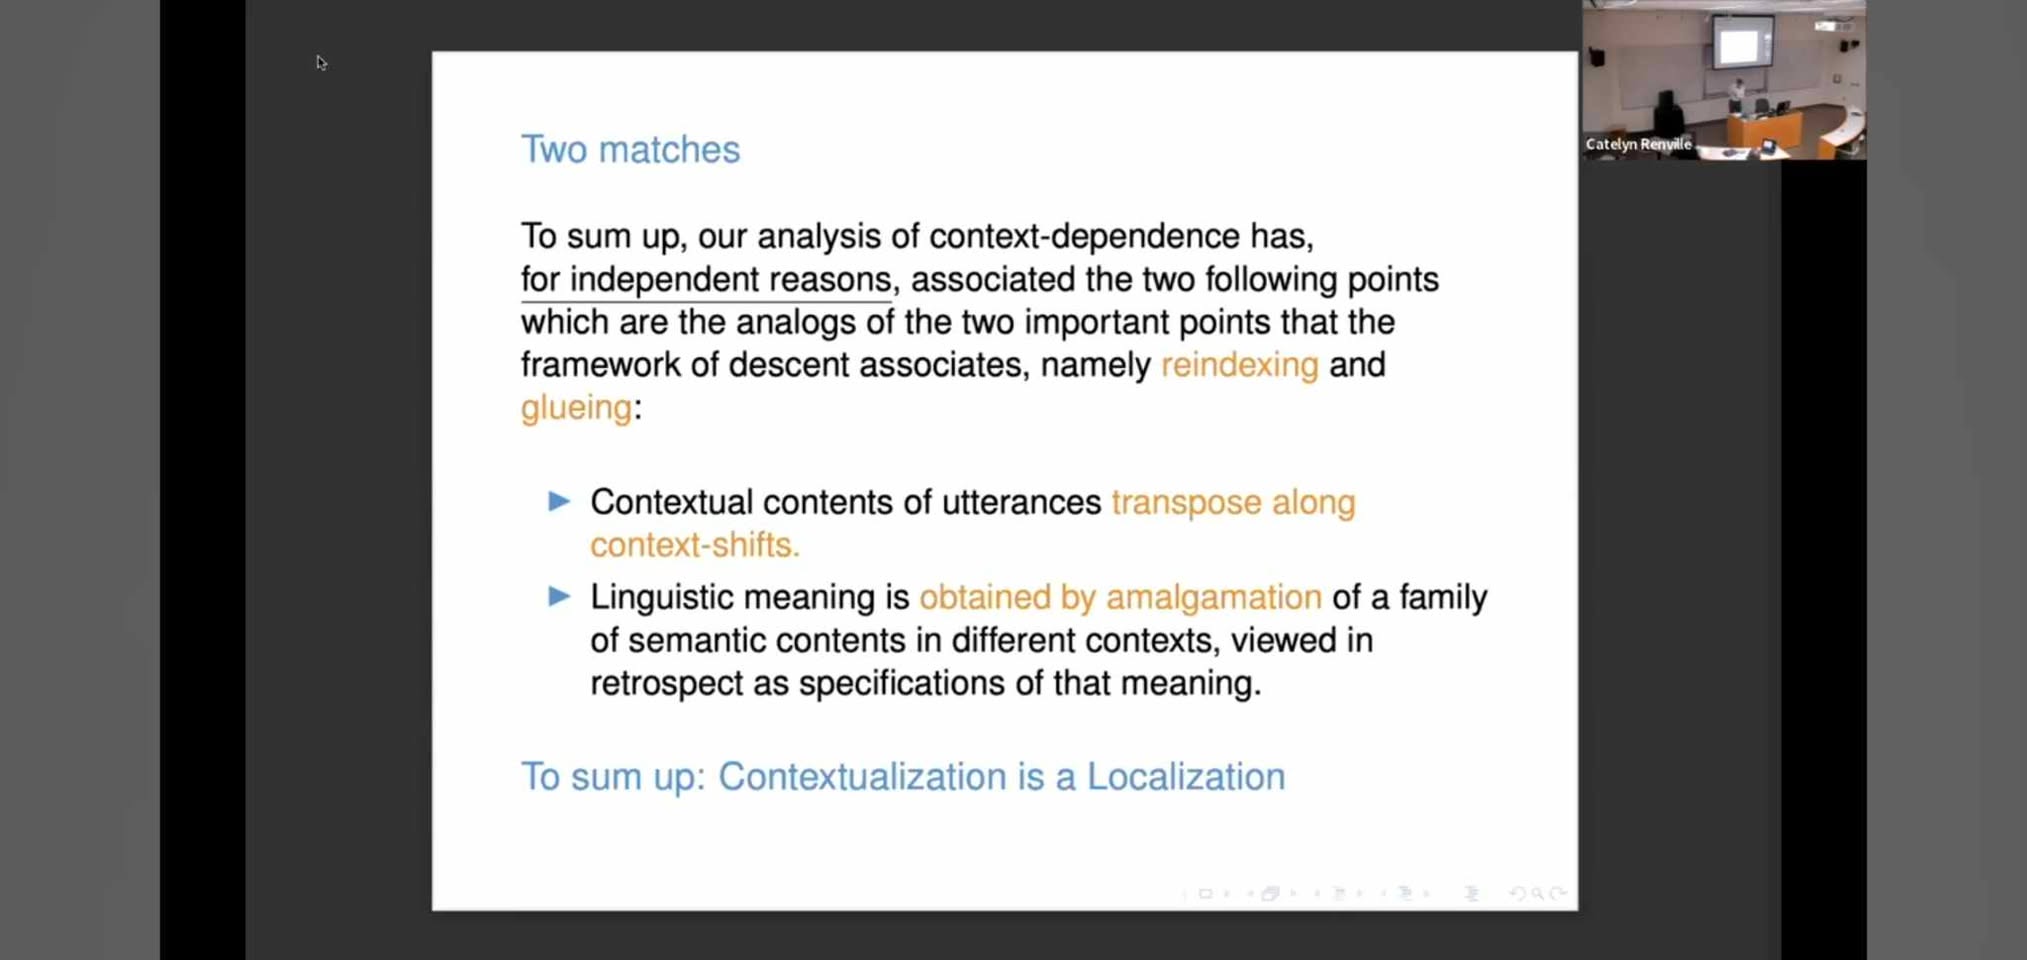 Two matches
To sum up, our analysis of context-dependence has,
for independent reasons, associated the two following points
which are the analogs of the two important points that the
framework of descent associates, namely reindexing and
glueing:
Contextual contents of utterances transpose along
context-shifts.
Linguistic meaning is obtained by amalgamation of a family
of semantic contents in different contexts, viewed in
retrospect as specifications of that meaning.
To sum up: Contextualization is a Localization
Catelyn Renville